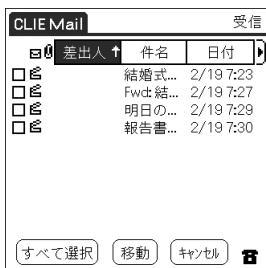 CLIE Mail 受信
差出人 件名 日付
結婚式... 2/19 7:23
Fwd: 結... 2/19 7:27
明日の... 2/19 7:29
報告書... 2/19 7:30
すべて選択 移動 キャンセル